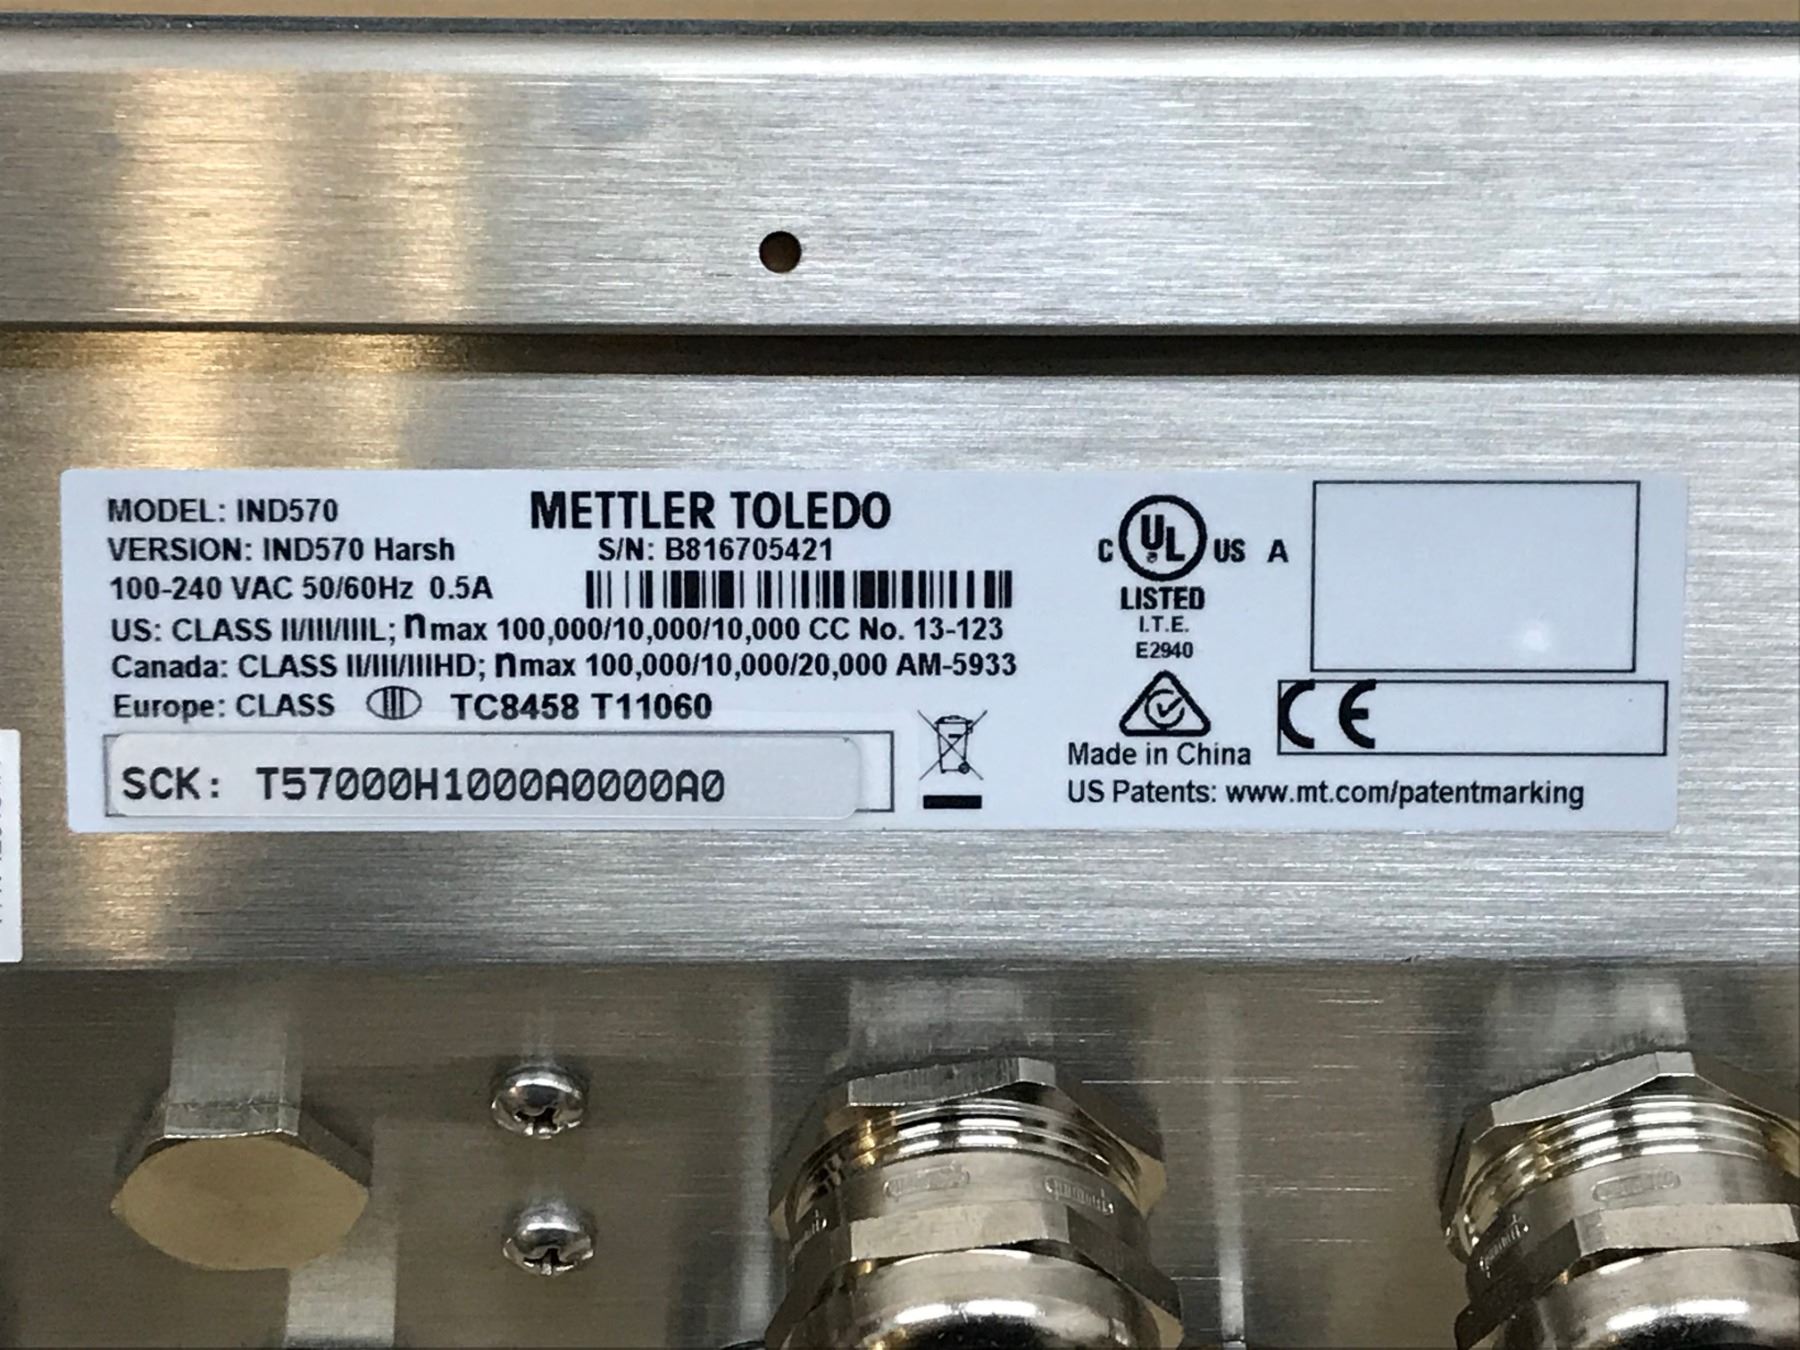 MODEL: IND570
VERSION: IND570 Harsh
100-240 VAC 50/60Hz 0.5A
METTLER TOLEDO
S/N: B816705421
US: CLASS II/III/IIIL; nmax 100,000/10,000/10,000 CC No. 13-123
Canada: CLASS II/III/IIIHD; nmax 100,000/10,000/20,000 AM-5933
Europe: CLASS III TC8458 T11060
SCK: T57000H1000A0000A0
C UL US A
LISTED
I.T.E.
E2940
CE
Made in China
US Patents: www.mt.com/patentmarking